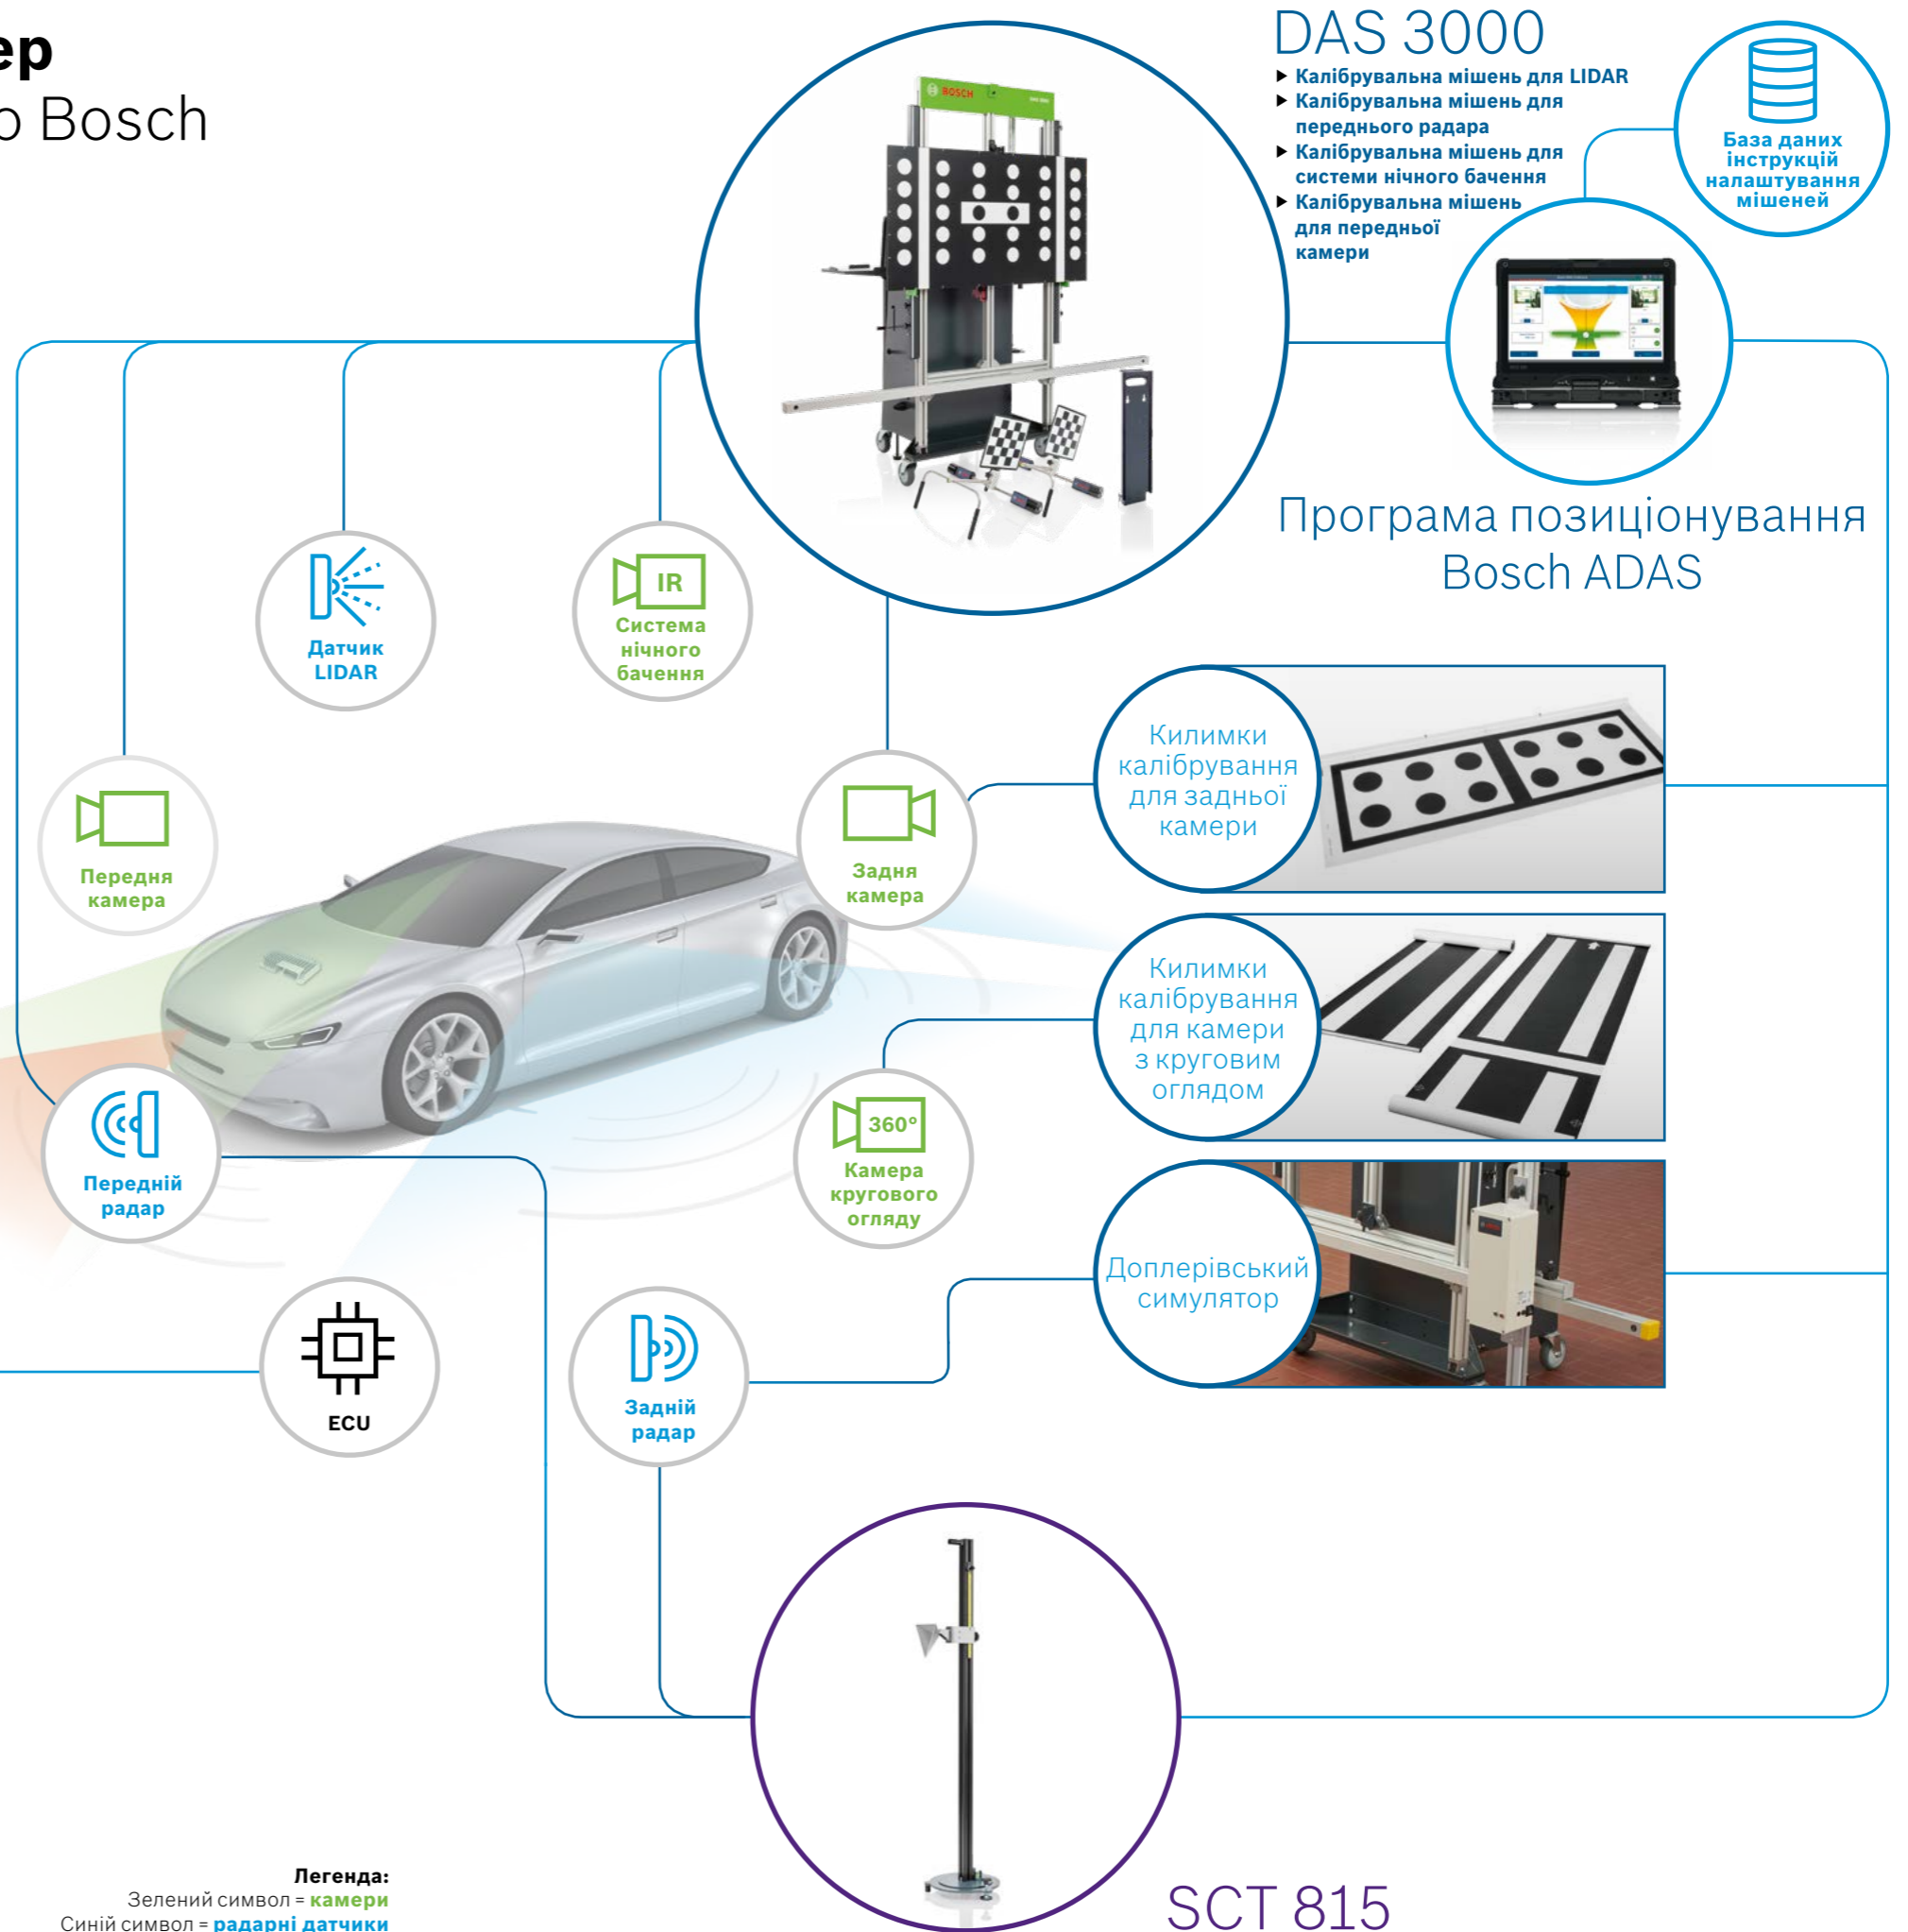 ер
о Bosch
DAS 3000
▶ Калібрувальна мішень для LIDAR
▶ Калібрувальна мішень для
переднього радара
▶ Калібрувальна мішень для
системи нічного бачення
▶ Калібрувальна мішень
для передньої
камери
База даних
інструкцій
налаштування
мішеней
BOSCH
Програма позиціонування
Bosch ADAS
Датчик
LIDAR
IR
Система
нічного
бачення
Передня
камера
Задня
камера
Килимки
калібрування
для задньої
камери
Килимки
калібрування
для камери
з круговим
оглядом
Передній
радар
360°
Камера
кругового
огляду
Доплерівський
симулятор
ECU
Задній
радар
SCT 815
Легенда:
Зелений символ = камери
Синій символ = радарні датчики